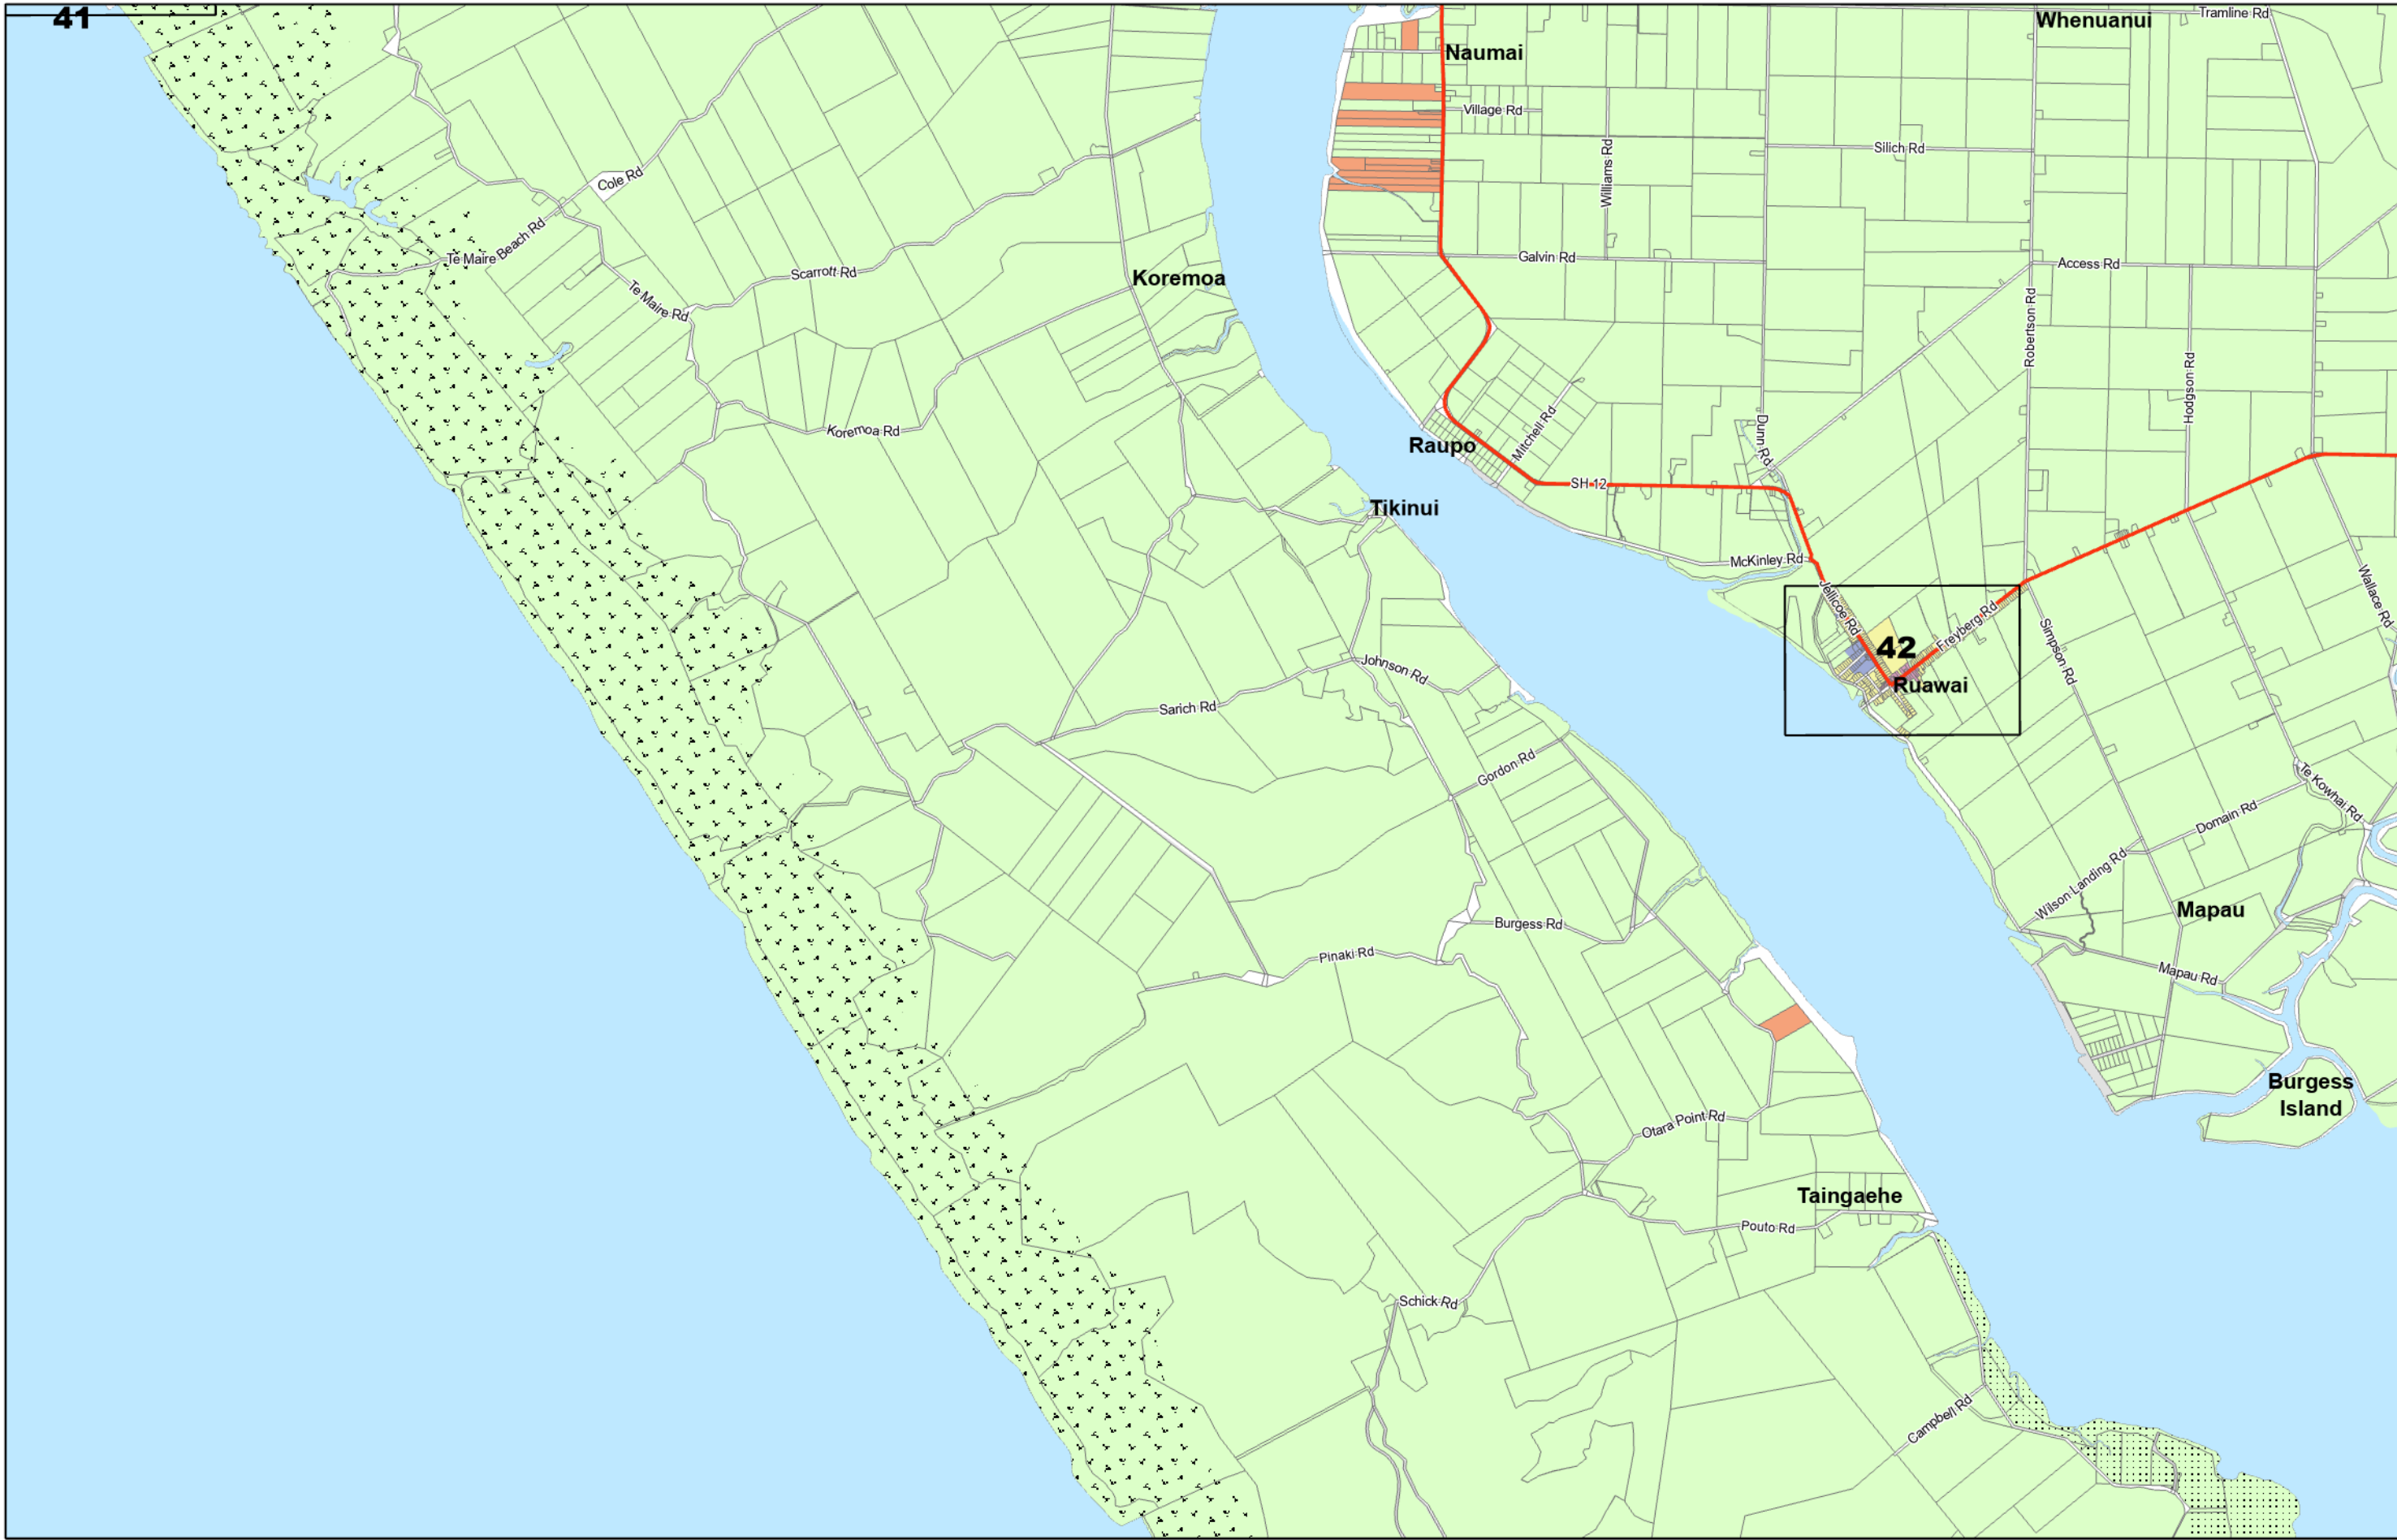 41
Whenuanui
Tramline Rd
Naumai
Village Rd
Williams Rd
Silich Rd
Cole Rd
Te Maire Beach Rd
Scarrott Rd
Te Maire Rd
Koremoa
Galvin Rd
Access Rd
Robertson Rd
Hodgson Rd
Koremoa Rd
Raupo
Mitchell Rd
Dunn Rd
SH 12
Tikinui
McKinley Rd
Jellicoe Rd
Freyberg Rd
42
Ruawai
Simpson Rd
Wallace Rd
Johnson Rd
Sarich Rd
Gordon Rd
Te Kowhai Rd
Domain Rd
Wilson Landing Rd
Mapau
Burgess Rd
Pinaki Rd
Mapau Rd
Burgess
Island
Otara Point Rd
Taingaehe
Pouto Rd
Schick Rd
Campbell Rd